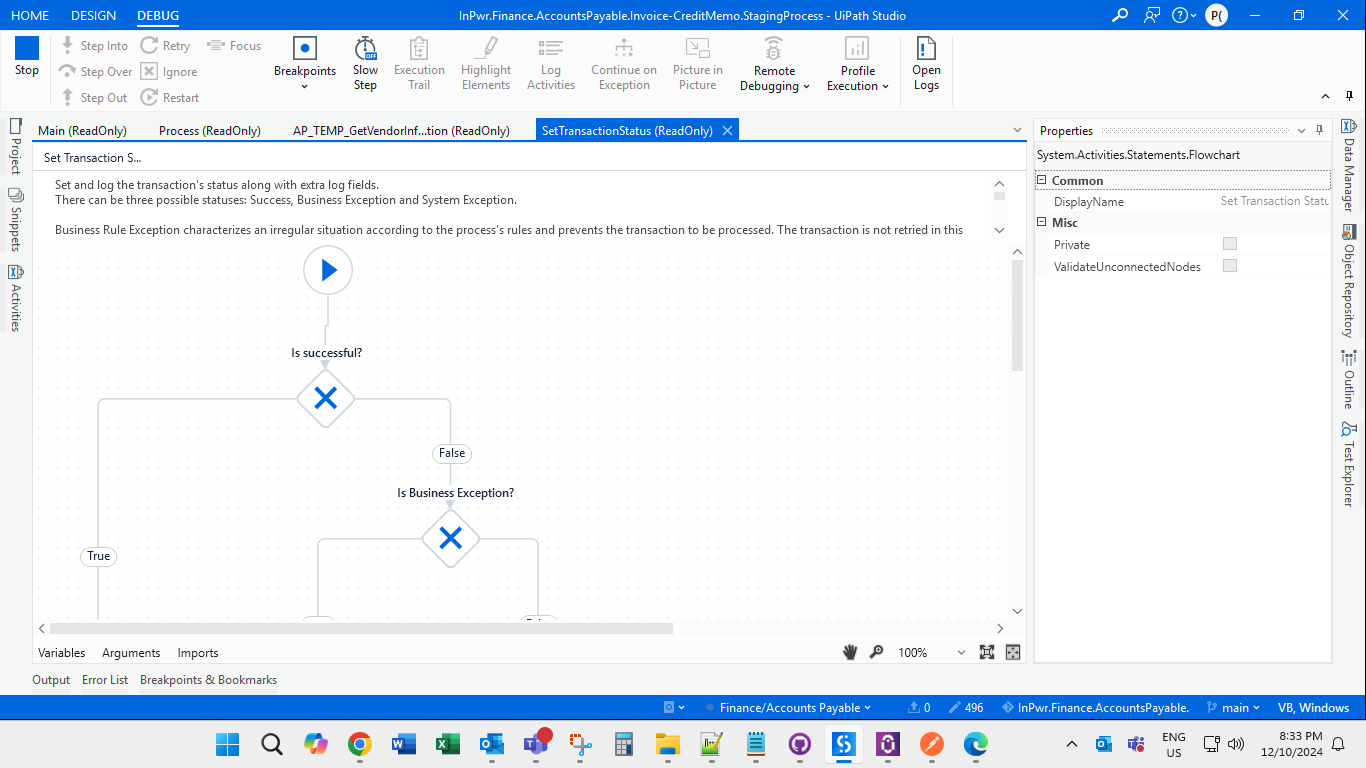 HOME DESIGN DEBUG InPwr.Finance.AccountsPayable.Invoice-CreditMemo.StagingProcess - UiPath Studio P(
Stop
Step Into Retry Focus
Step Over Ignore
Step Out Restart
Breakpoints
Slow
Step
Execution
Trail
Highlight
Elements
Log
Activities
Continue on
Exception
Picture in
Picture
Remote
Debugging
Profile
Execution
Open
Logs
Project
Snippets
Activities
Main (ReadOnly) Process (ReadOnly) AP_TEMP_GetVendorInf...tion (ReadOnly) SetTransactionStatus (ReadOnly)
Set Transaction S...
Set and log the transaction's status along with extra log fields.
There can be three possible statuses: Success, Business Exception and System Exception.
Business Rule Exception characterizes an irregular situation according to the process's rules and prevents the transaction to be processed. The transaction is not retried in this
Is successful?
False
Is Business Exception?
True
Variables Arguments Imports 100%
Output Error List Breakpoints & Bookmarks
Properties
System.Activities.Statements.Flowchart
Common
DisplayName Set Transaction Statu
Misc
Private
ValidateUnconnectedNodes
Data Manager
Object Repository
Outline
Test Explorer
Finance/Accounts Payable 0 496 InPwr.Finance.AccountsPayable. main VB, Windows
ENG
US
8:33 PM
12/10/2024